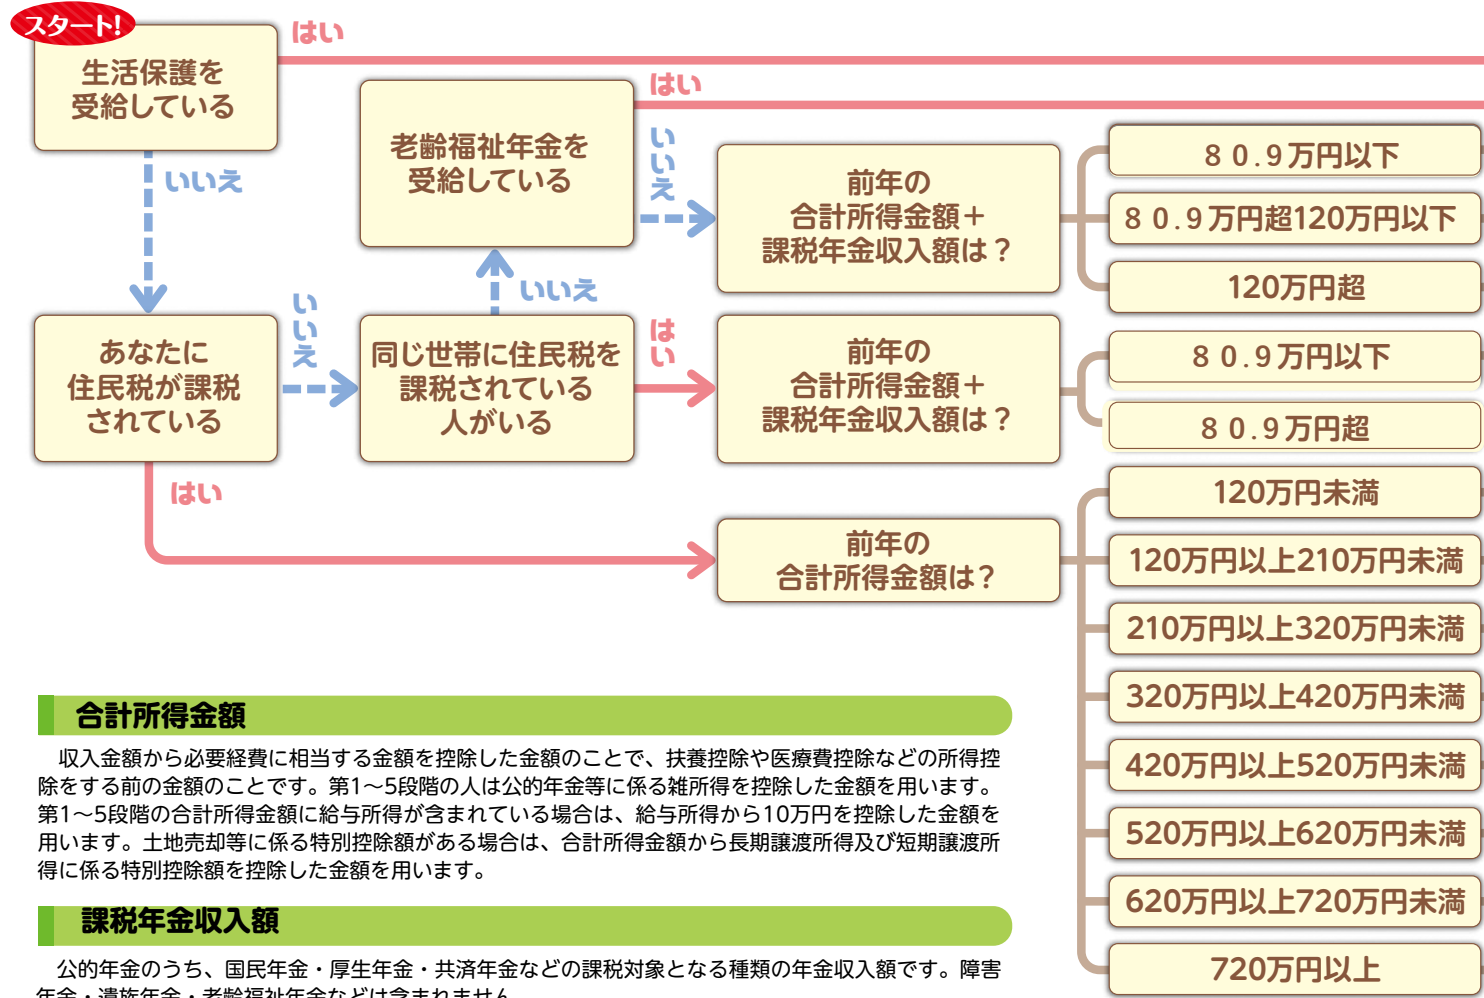 スタート!
生活保護を
受給している
はい
いいえ
あなたに
住民税が課税
されている
いいえ
はい
同じ世帯に住民税を
課税されている
人がいる
いいえ
はい
老齢福祉年金を
受給している
はい
いいえ
前年の
合計所得金額＋
課税年金収入額は？
８０.９万円以下
８０.９万円超120万円以下
120万円超
前年の
合計所得金額＋
課税年金収入額は？
８０.９万円以下
８０.９万円超
前年の
合計所得金額は？
120万円未満
120万円以上210万円未満
210万円以上320万円未満
320万円以上420万円未満
420万円以上520万円未満
520万円以上620万円未満
620万円以上720万円未満
720万円以上
合計所得金額
収入金額から必要経費に相当する金額を控除した金額のことで、扶養控除や医療費控除などの所得控
除をする前の金額のことです。第1～5段階の人は公的年金等に係る雑所得を控除した金額を用います。
第1～5段階の合計所得金額に給与所得が含まれている場合は、給与所得から10万円を控除した金額を
用います。土地売却等に係る特別控除額がある場合は、合計所得金額から長期譲渡所得及び短期譲渡所
得に係る特別控除額を控除した金額を用います。
課税年金収入額
公的年金のうち、国民年金・厚生年金・共済年金などの課税対象となる種類の年金収入額です。障害
年金・遺族年金・老齢福祉年金などは含まれません。